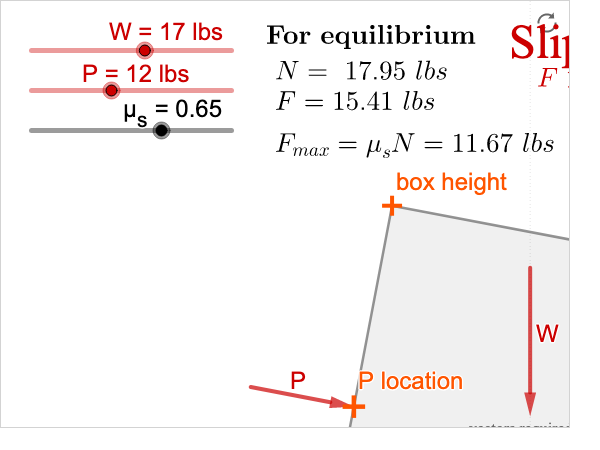 W = 17 lbs
P = 12 lbs
μs = 0.65
For equilibrium
N = 17.95 lbs
F = 15.41 lbs
Fmax = μsN = 11.67 lbs
Slip
F
box height
W
P
P location